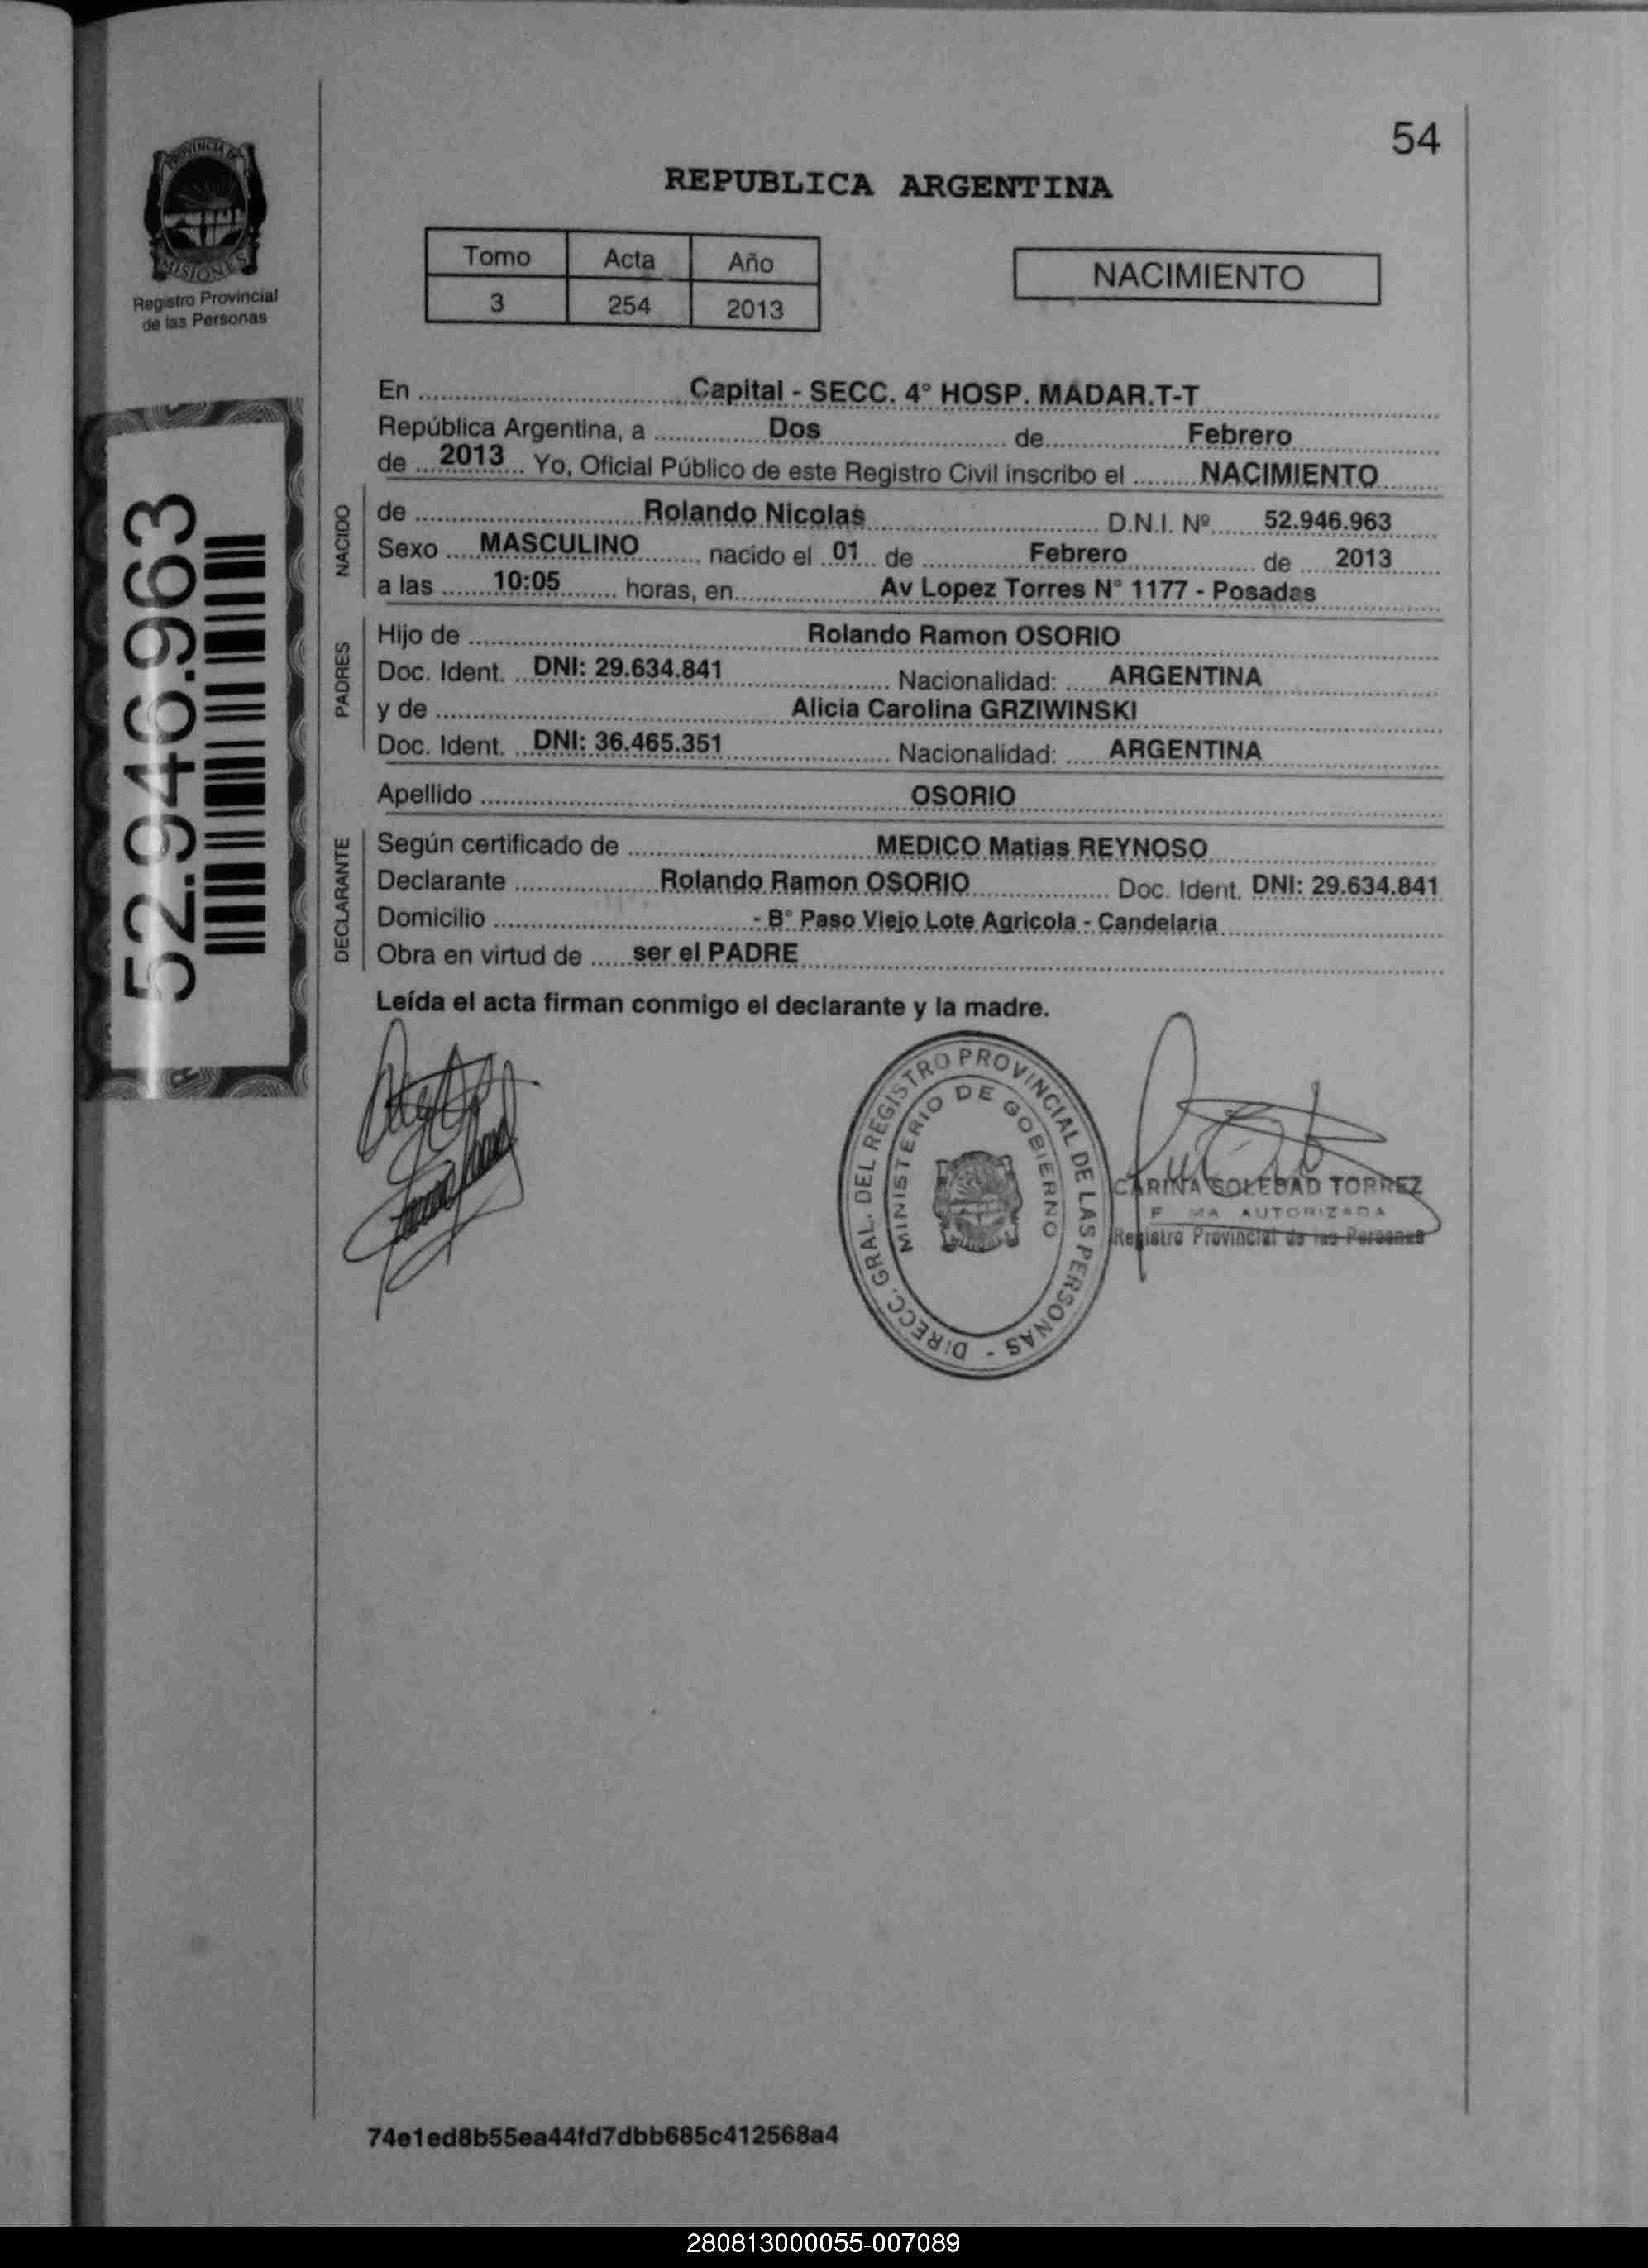 54
PROVINCIA DE
MISIONES
Registro Provincial
de las Personas
REPUBLICA ARGENTINA
Tomo Acta Año
3 254 2013
NACIMIENTO
52.946.963
En Capital - SECC. 4° HOSP. MADAR.T-T
República Argentina, a Dos de Febrero
de 2013 Yo, Oficial Público de este Registro Civil inscribo el NACIMIENTO
NACIDO
de Rolando Nicolas D.N.I. Nº 52.946.963
Sexo MASCULINO nacido el 01 de Febrero de 2013
a las 10:05 horas, en Av Lopez Torres N° 1177 - Posadas
PADRES
Hijo de Rolando Ramon OSORIO
Doc. Ident. DNI: 29.634.841 Nacionalidad: ARGENTINA
y de Alicia Carolina GRZIWINSKI
Doc. Ident. DNI: 36.465.351 Nacionalidad: ARGENTINA
Apellido OSORIO
DECLARANTE
Según certificado de MEDICO Matias REYNOSO
Declarante Rolando Ramon OSORIO Doc. Ident. DNI: 29.634.841
Domicilio - B° Paso Viejo Lote Agricola - Candelaria
Obra en virtud de ser el PADRE
Leída el acta firman conmigo el declarante y la madre.
DIRECC. GRAL. DEL REGISTRO PROVINCIAL DE LAS PERSONAS -
MINISTERIO DE GOBIERNO
CARINA SOLEDAD TORREZ
AUTORIZADA
Registro Provincial de las Personas
74e1ed8b55ea44fd7dbb685c412568a4
280813000055-007089